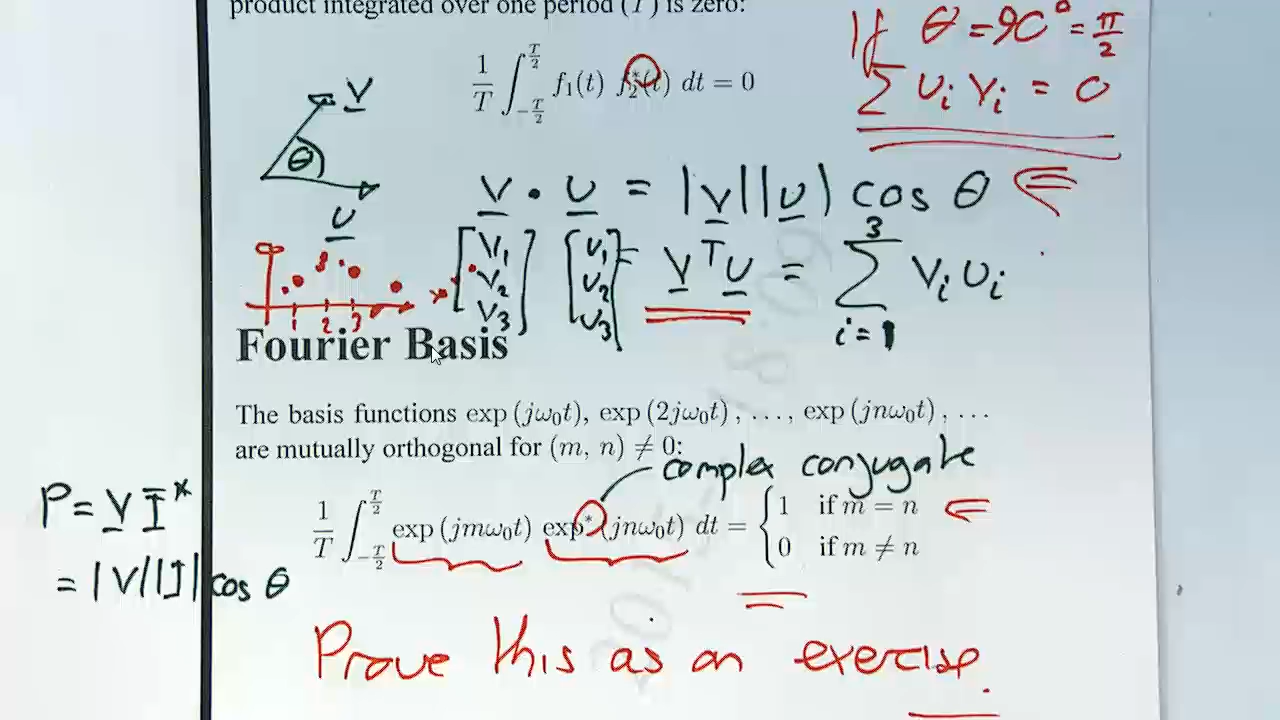 product integrated over one period (T) is zero:
If θ = 90° = π/2
1/T ∫_{-T/2}^{T/2} f₁(t) f₂*(t) dt = 0
Σ Uᵢ Vᵢ = 0
V
θ
U
V · U = |V||U| cos θ
[V₁ V₂ V₃] [U₁ U₂ U₃] = VᵀU = Σ_{i=1}^{3} Vᵢ Uᵢ
1 2 3
Fourier Basis
The basis functions exp (jω₀t), exp (2jω₀t) , . . . , exp (jnω₀t) , . . .
are mutually orthogonal for (m, n) ≠ 0:
complex conjugate
1/T ∫_{-T/2}^{T/2} exp (jmω₀t) exp* (jnω₀t) dt = { 1 if m = n
0 if m ≠ n
P = V I*
= |V||I| cos θ
Prove this as an exercise.